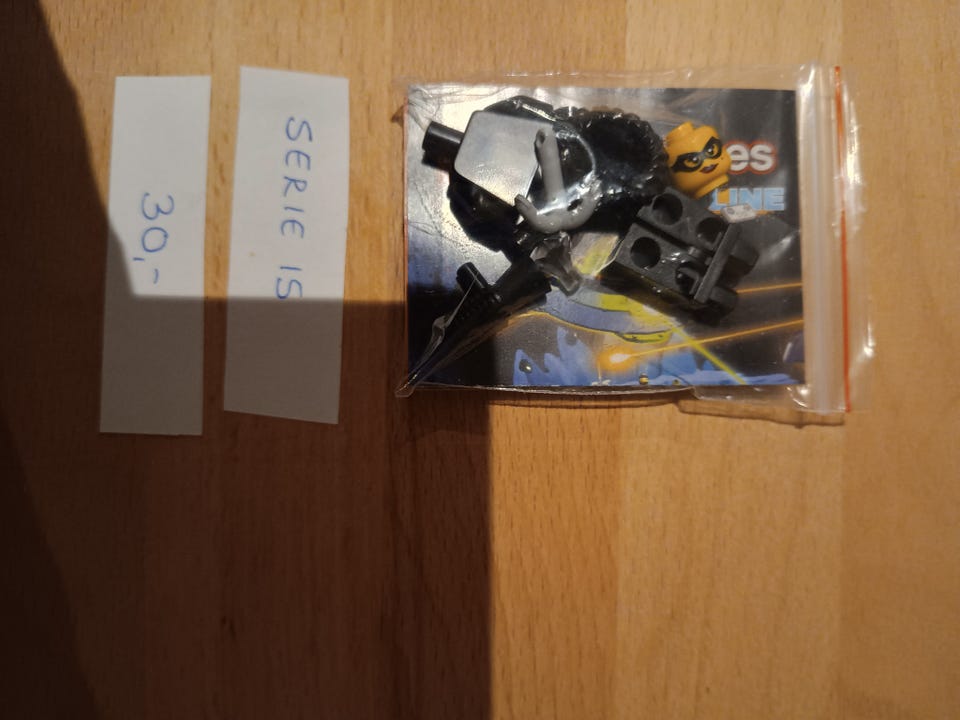 SERIE 15
30,-
es
LINE